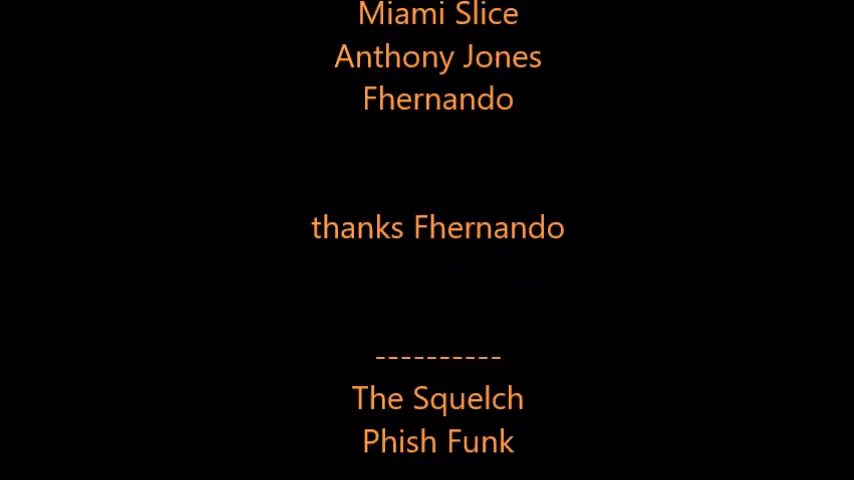 Miami Slice
Anthony Jones
Fhernando
thanks Fhernando
----------
The Squelch
Phish Funk